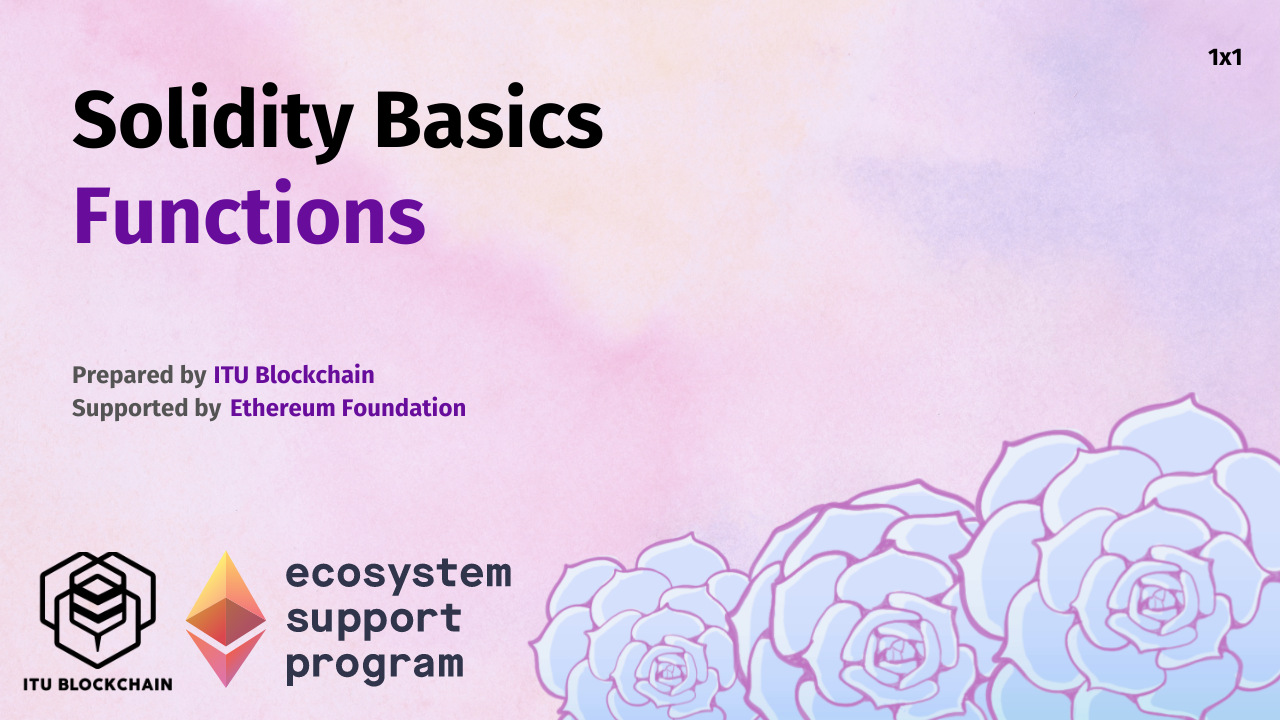 1x1
Solidity Basics
Functions
Prepared by ITU Blockchain
Supported by Ethereum Foundation
ITU BLOCKCHAIN
ecosystem
support
program